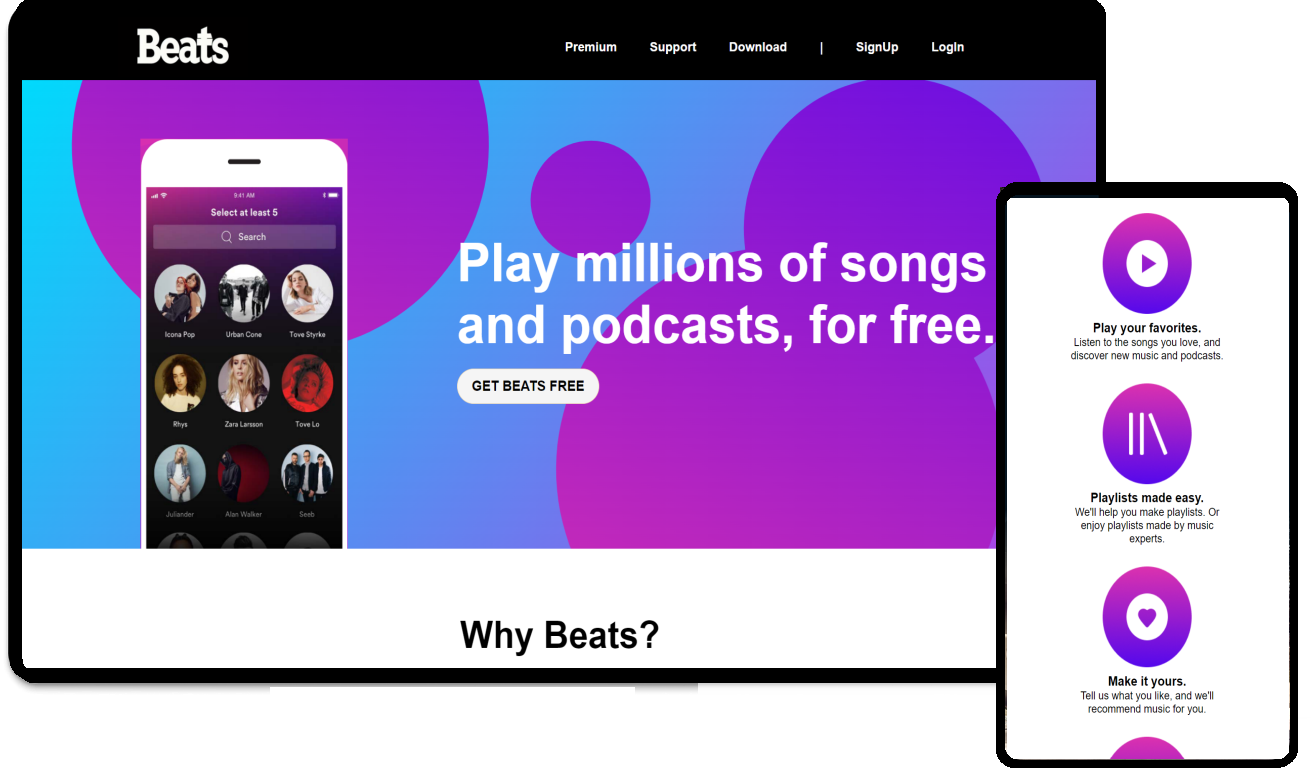 Beats
Premium Support Download | SignUp LogIn
9:41 AM
Select at least 5
Search
Icona Pop Urban Cone Tove Styrke
Rhys Zara Larsson Tove Lo
Juliander Alan Walker Seeb
Play millions of songs
and podcasts, for free.
GET BEATS FREE
Why Beats?
Play your favorites.
Listen to the songs you love, and
discover new music and podcasts.
Playlists made easy.
We'll help you make playlists. Or
enjoy playlists made by music
experts.
Make it yours.
Tell us what you like, and we'll
recommend music for you.